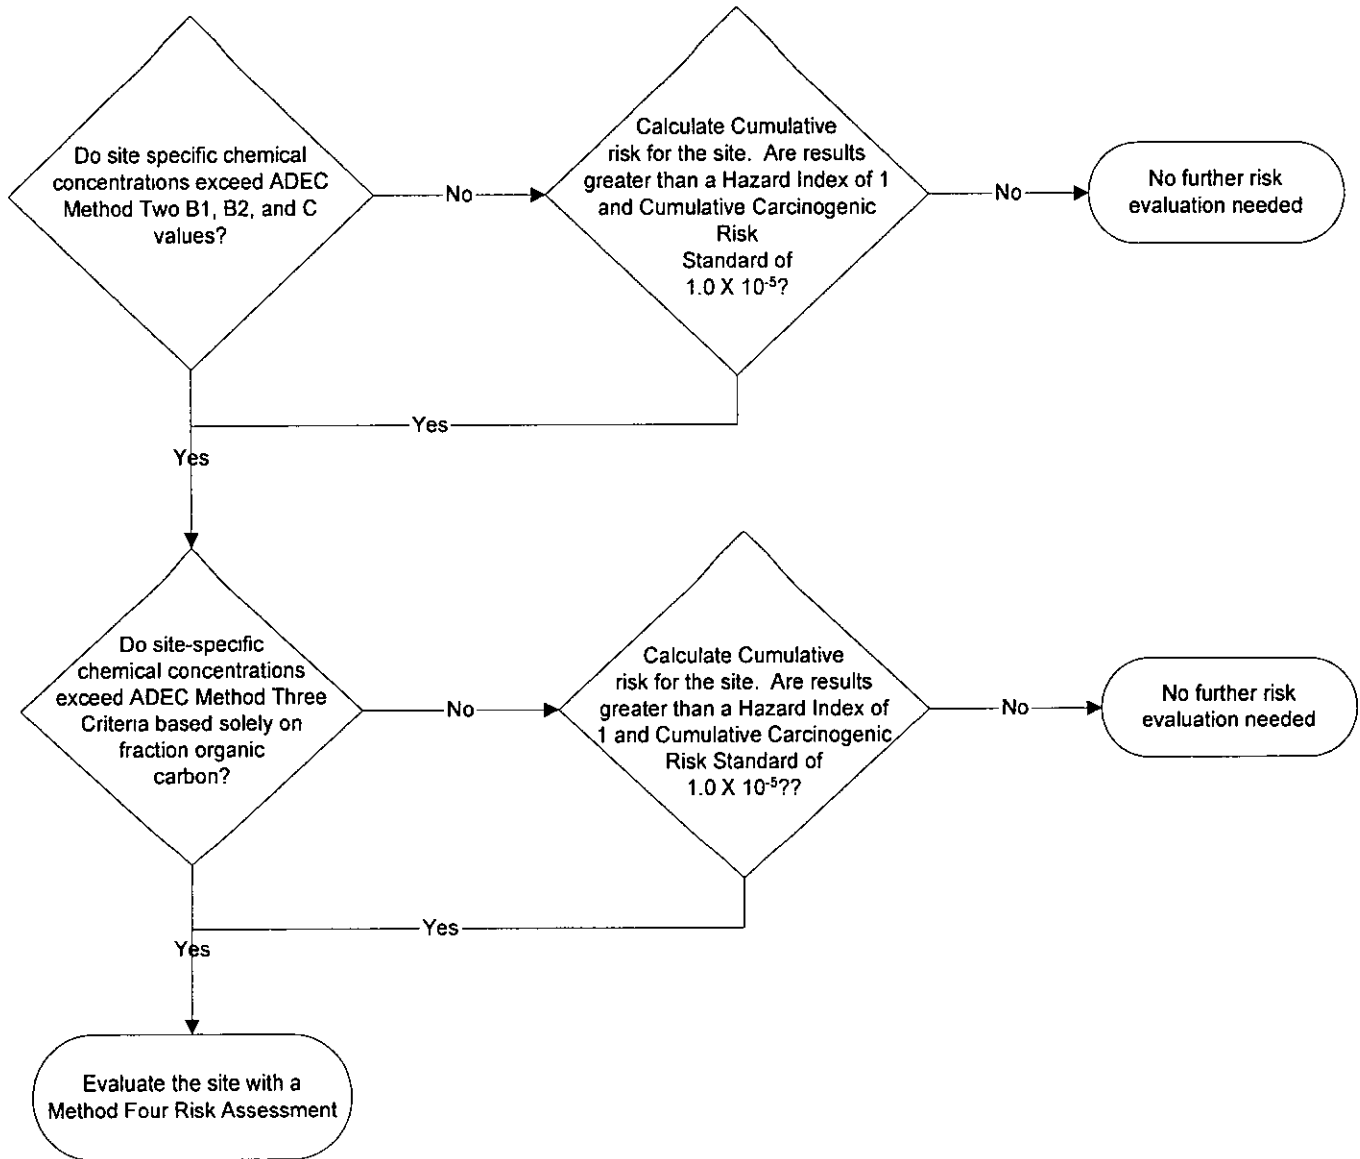 Do site specific chemical
concentrations exceed ADEC
Method Two B1, B2, and C
values?
No
Calculate Cumulative
risk for the site. Are results
greater than a Hazard Index of 1
and Cumulative Carcinogenic
Risk
Standard of
1.0 X 10⁻⁵?
No
No further risk
evaluation needed
Yes
Yes
Do site-specific
chemical concentrations
exceed ADEC Method Three
Criteria based solely on
fraction organic
carbon?
No
Calculate Cumulative
risk for the site. Are results
greater than a Hazard Index of
1 and Cumulative Carcinogenic
Risk Standard of
1.0 X 10⁻⁵??
No
No further risk
evaluation needed
Yes
Yes
Evaluate the site with a
Method Four Risk Assessment